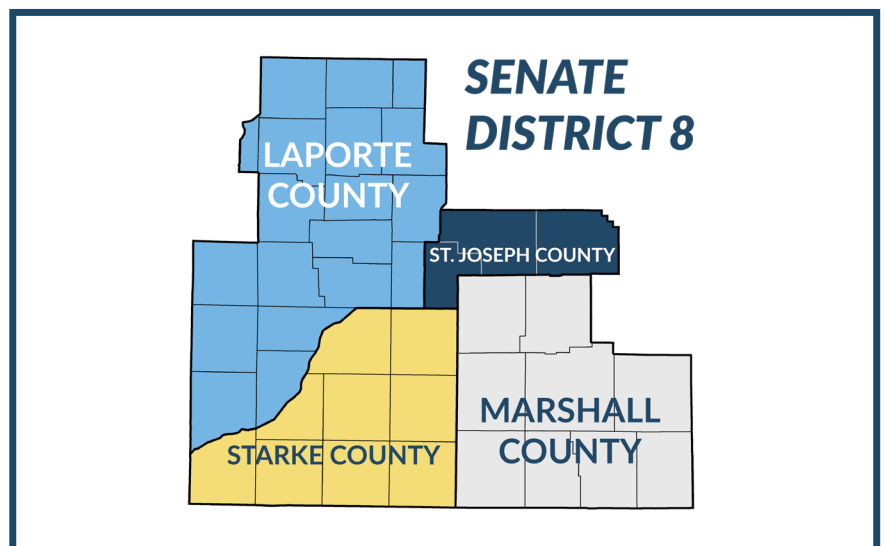 SENATE
DISTRICT 8
LAPORTE
COUNTY
ST. JOSEPH COUNTY
MARSHALL
COUNTY
STARKE COUNTY